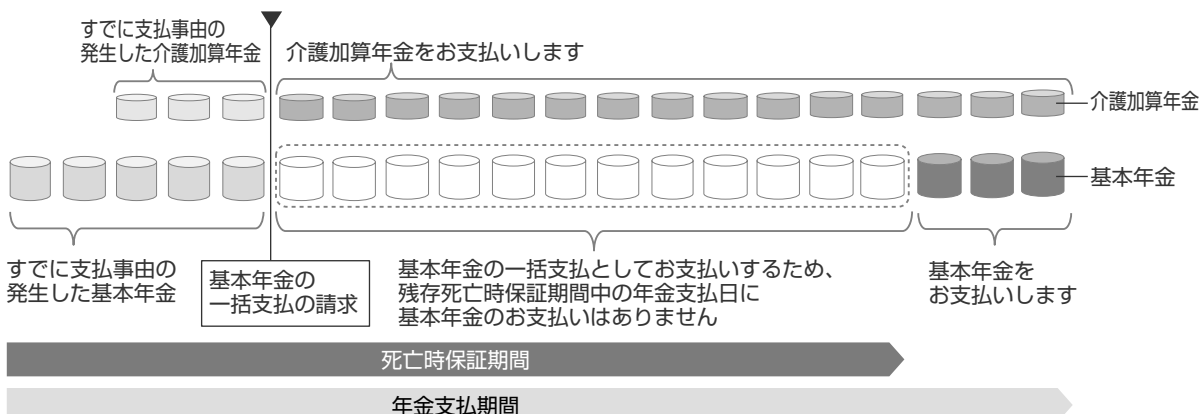 すでに支払事由の
発生した介護加算年金
介護加算年金をお支払いします
介護加算年金
基本年金
すでに支払事由の
発生した基本年金
基本年金の
一括支払の請求
基本年金の一括支払としてお支払いするため、
残存死亡時保証期間中の年金支払日に
基本年金のお支払いはありません
基本年金を
お支払いします
死亡時保証期間
年金支払期間